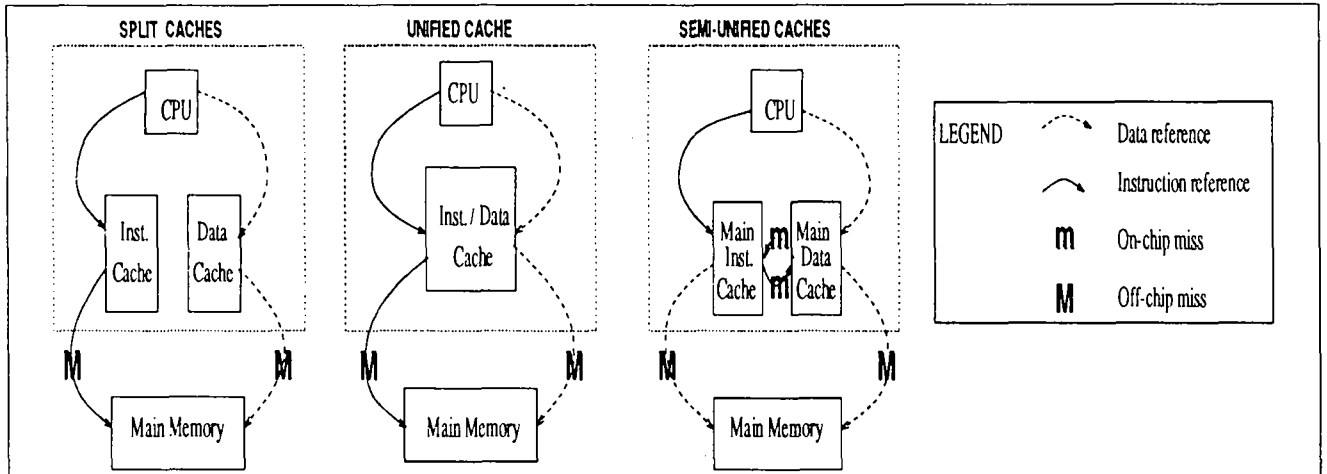 SPLIT CACHES
CPU
Inst.
Cache
Data
Cache
M
M
Main Memory
UNIFIED CACHE
CPU
Inst. / Data
Cache
M
M
Main Memory
SEMI-UNIFIED CACHES
CPU
Main
Inst.
Cache
m
m
Main
Data
Cache
M
M
Main Memory
LEGEND
Data reference
Instruction reference
m On-chip miss
M Off-chip miss